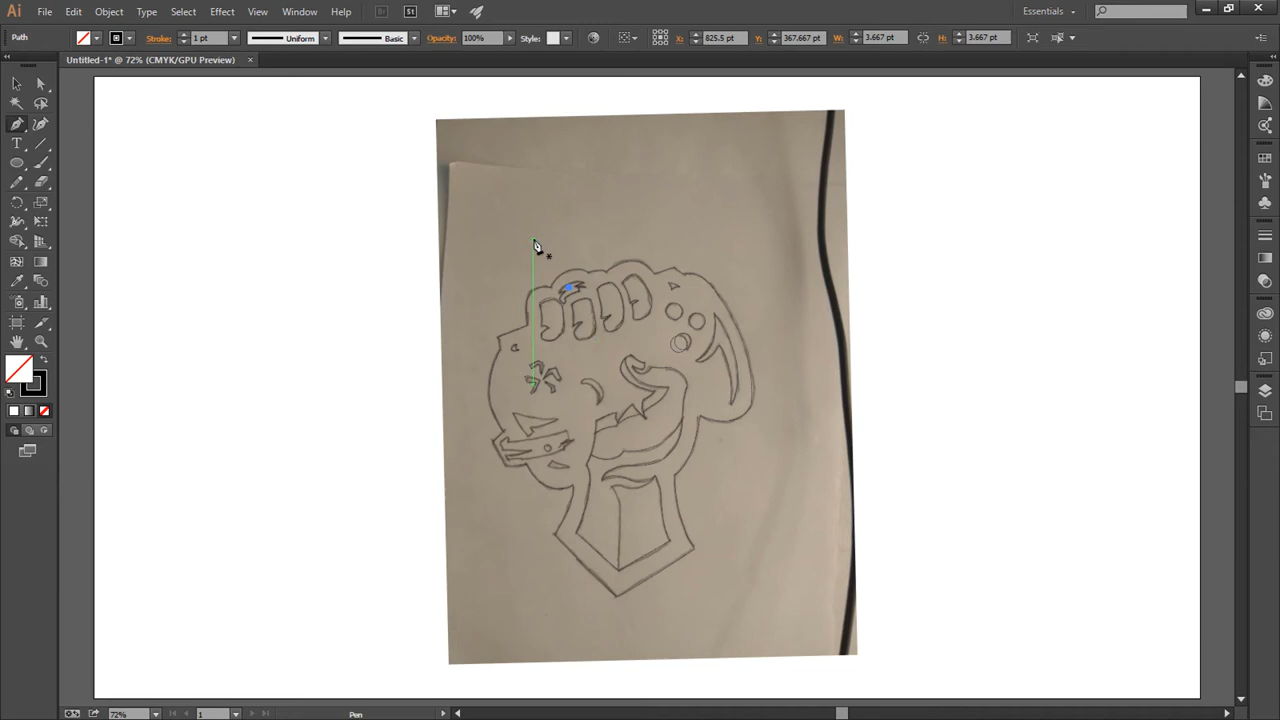 Ai File Edit Object Type Select Effect View Window Help Br St Essentials
Path Stroke: 1 pt Uniform Basic Opacity: 100% Style: X: 825.5 pt Y: 367.667 pt W: 3.667 pt H: 3.667 pt
Untitled-1* @ 72% (CMYK/GPU Preview) ×
72% 1 Pen